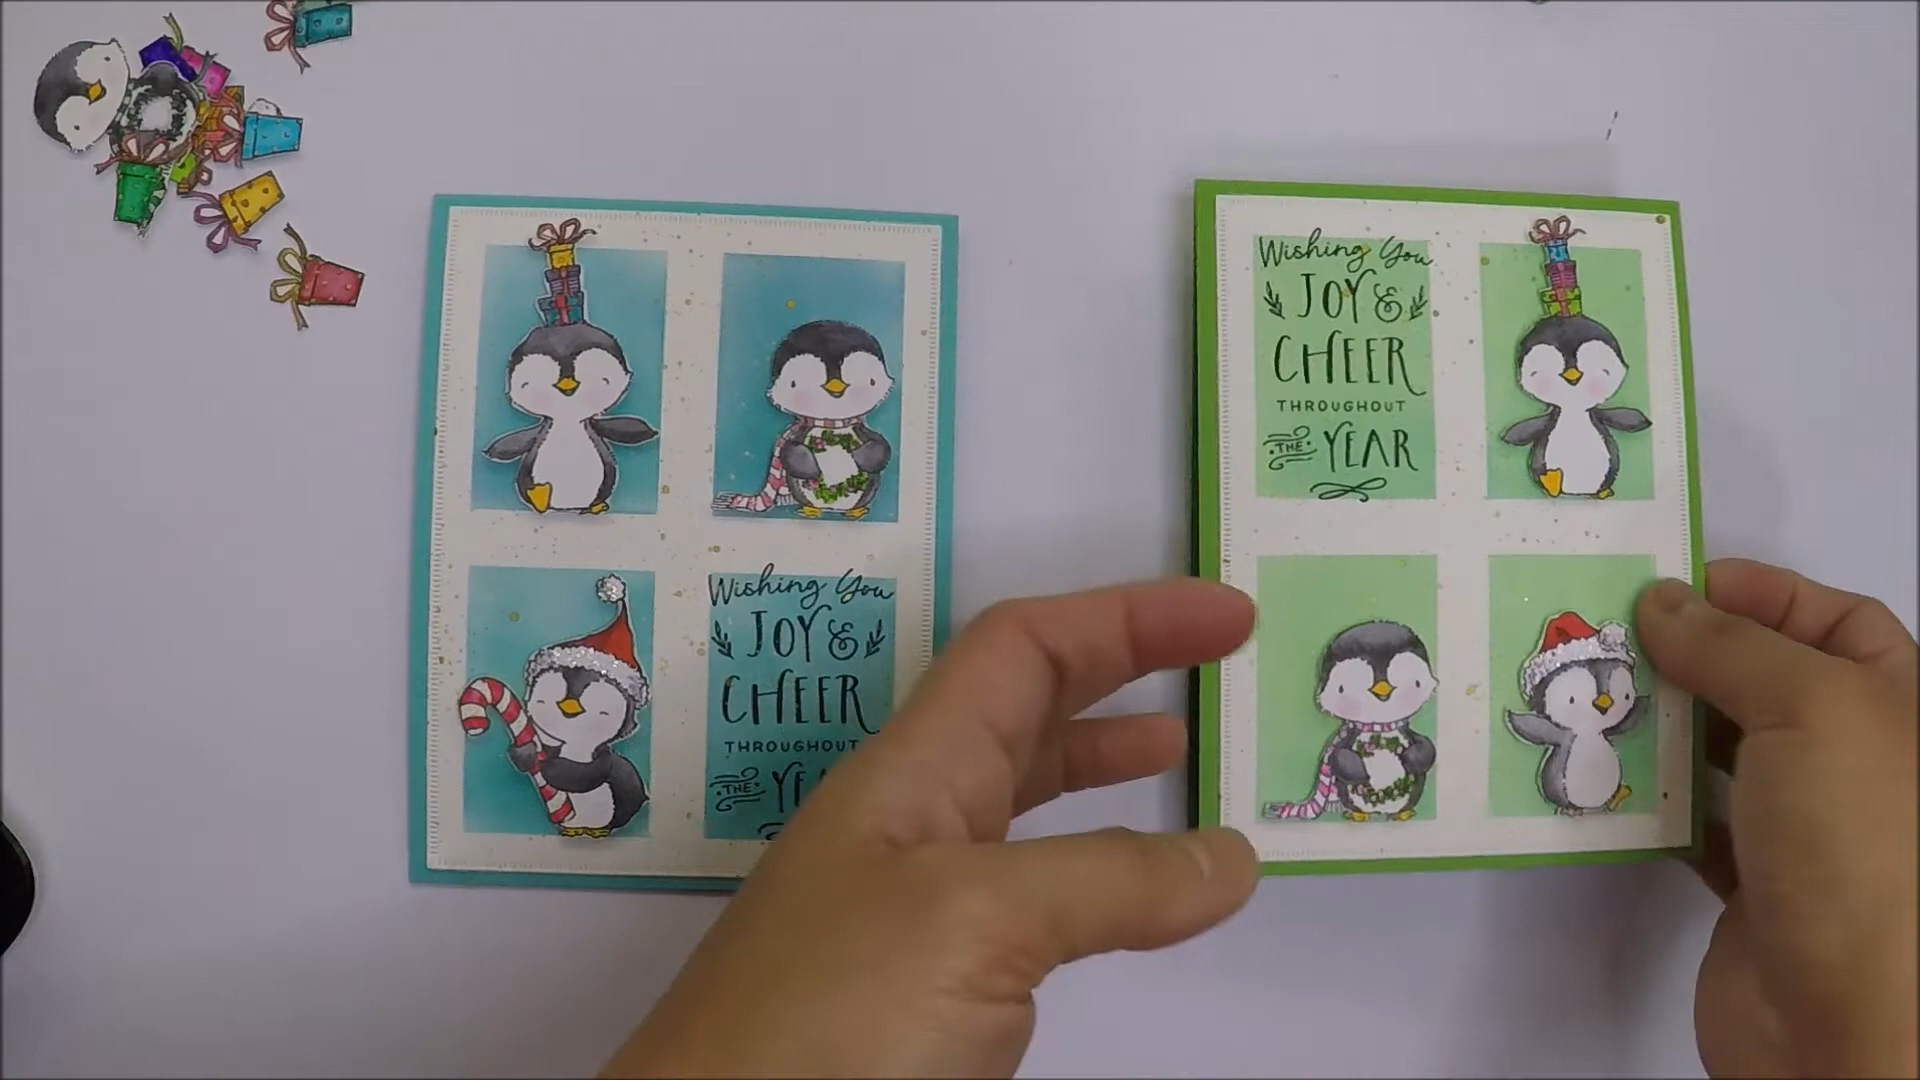 Wishing You
JOY &
CHEER
THROUGHOUT
THE YEAR
Wishing You
JOY &
CHEER
THROUGHOUT
THE